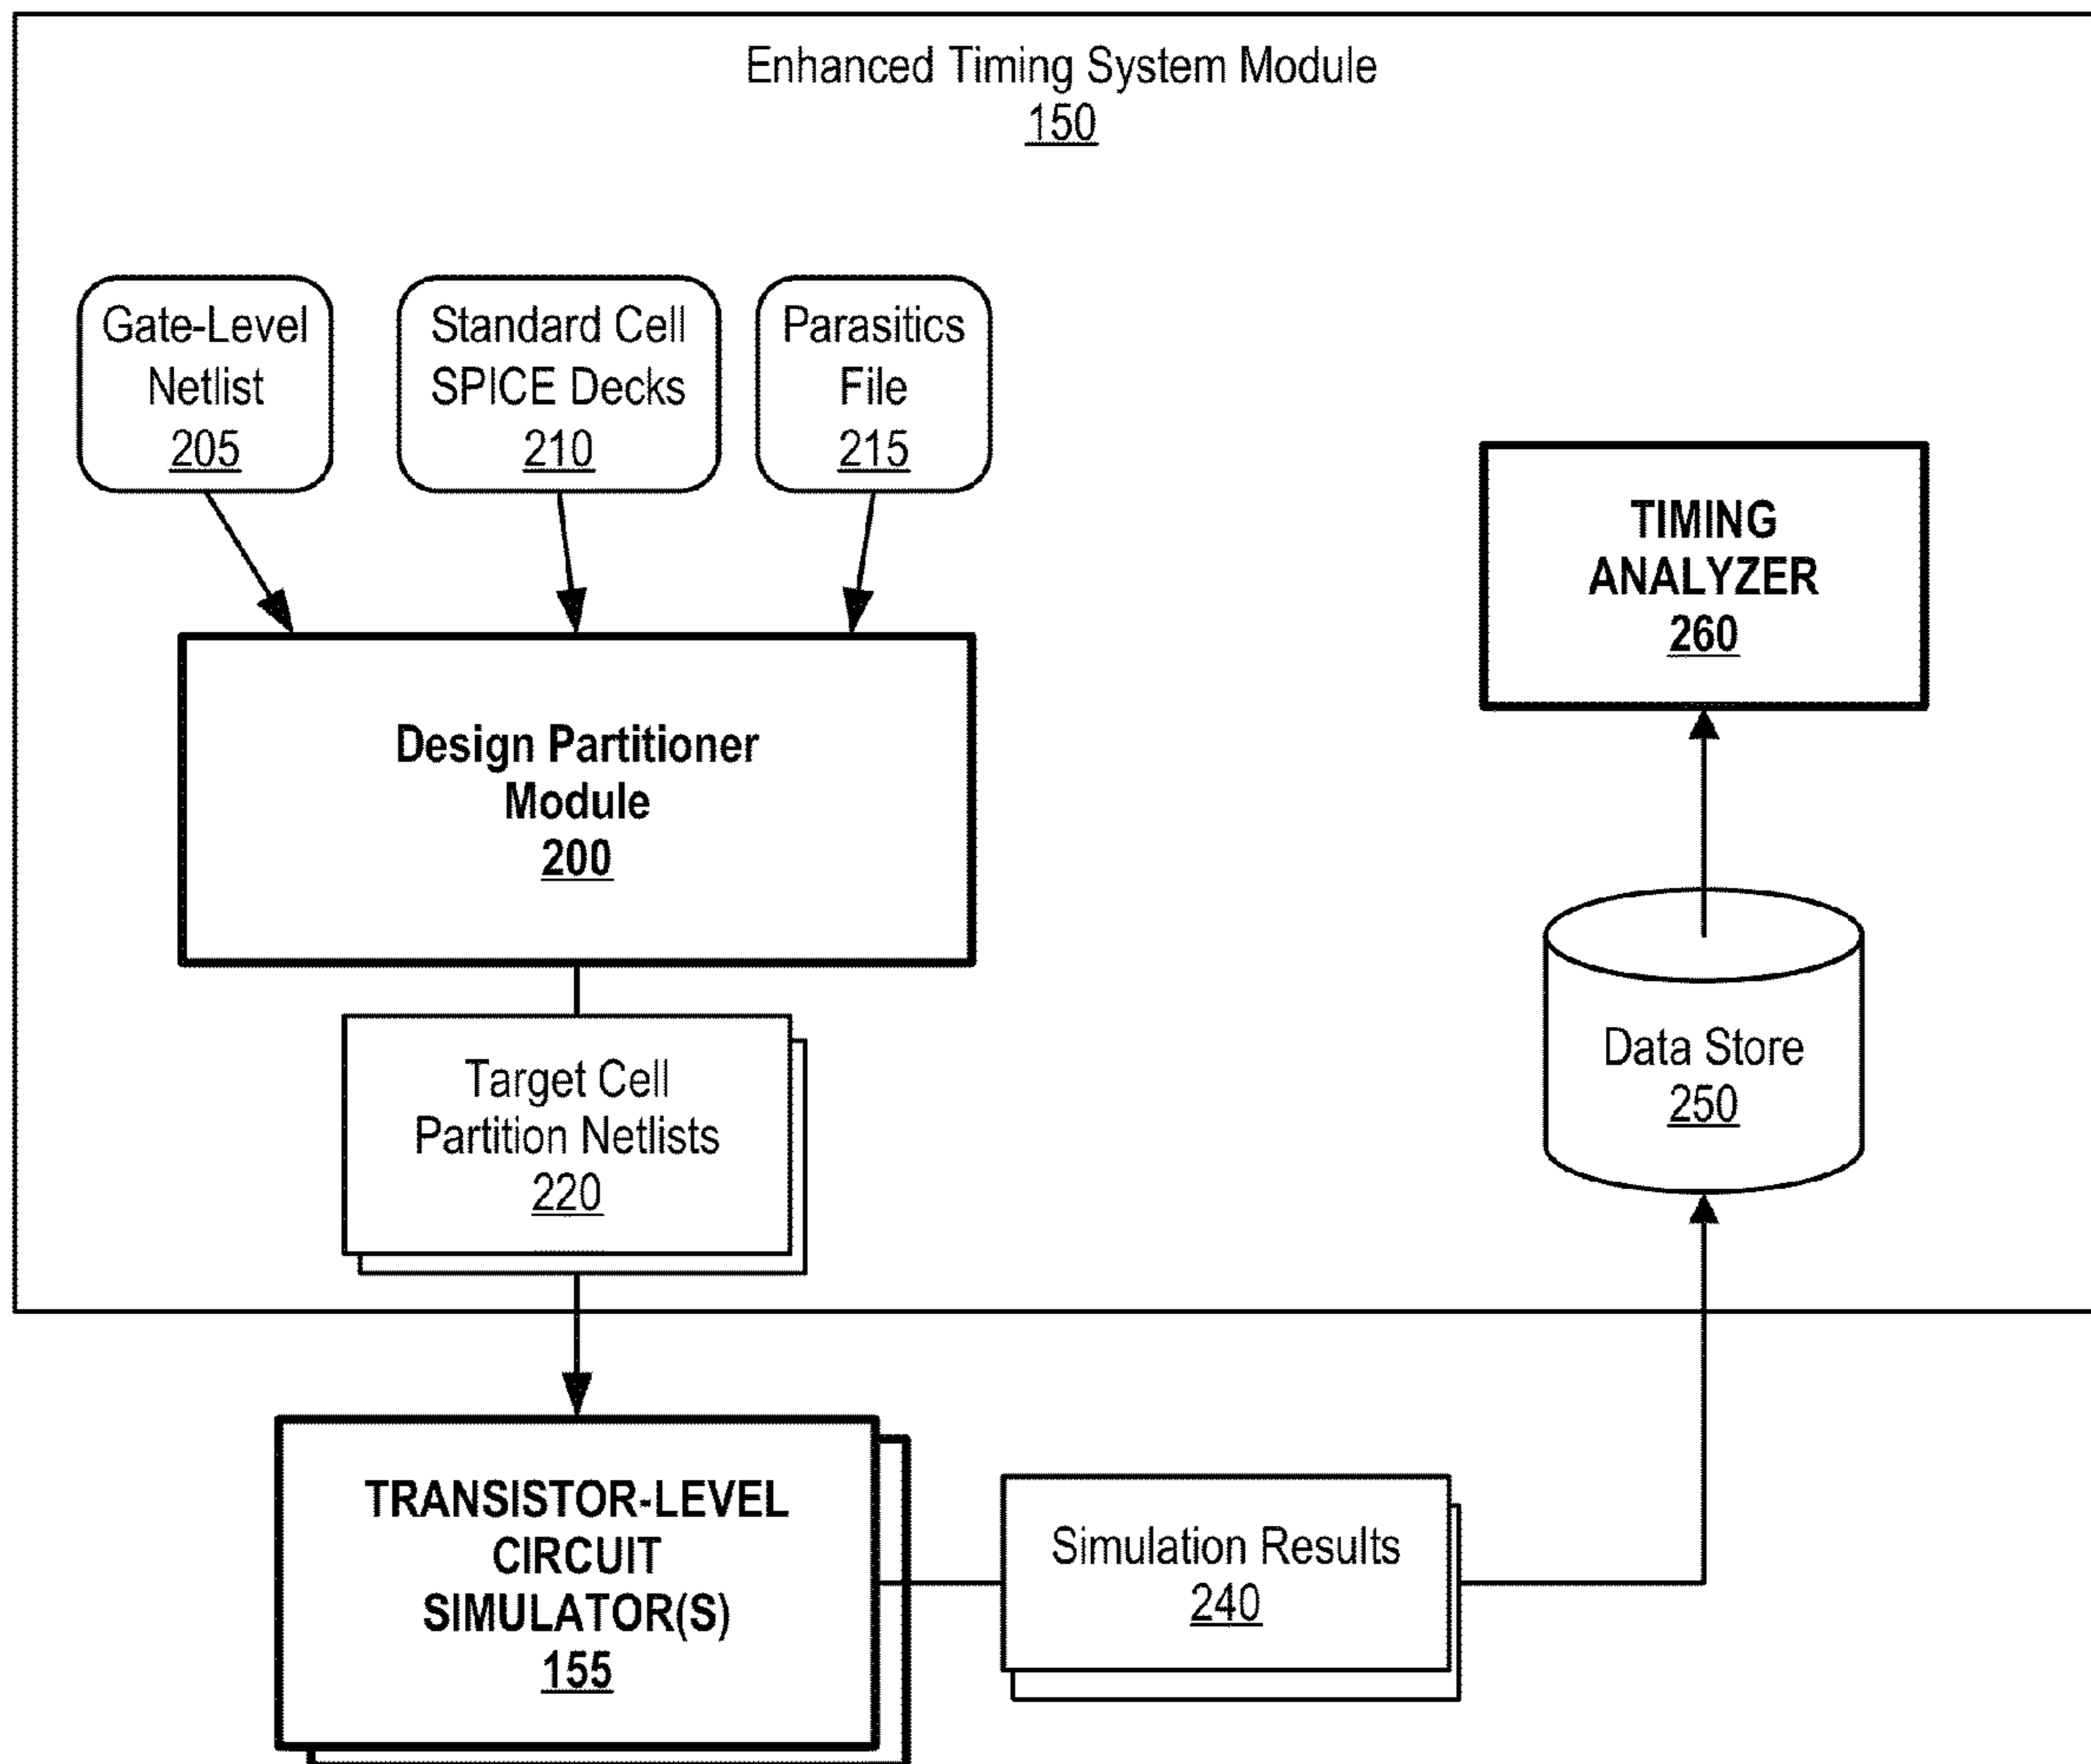 Enhanced Timing System Module
150
Gate-Level
Netlist
205
Standard Cell
SPICE Decks
210
Parasitics
File
215
TIMING
ANALYZER
260
Design Partitioner
Module
200
Data Store
250
Target Cell
Partition Netlists
220
TRANSISTOR-LEVEL
CIRCUIT
SIMULATOR(S)
155
Simulation Results
240